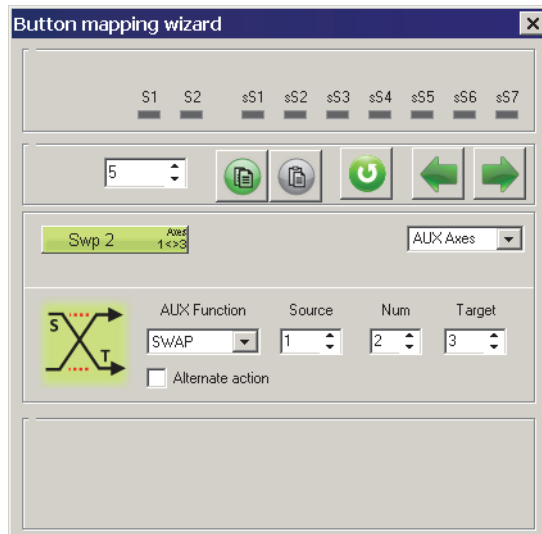 Button mapping wizard
S1 S2 sS1 sS2 sS3 sS4 sS5 sS6 sS7
5
Swp 2 Axes 1<>3 AUX Axes
AUX Function Source Num Target
S T SWAP 1 2 3
Alternate action